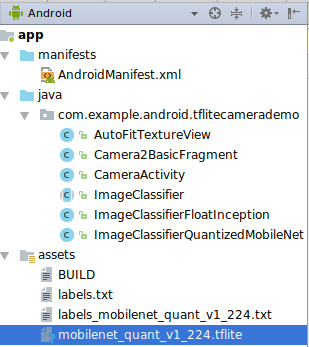 Android
app
manifests
AndroidManifest.xml
java
com.example.android.tflitecamerademo
AutoFitTextureView
Camera2BasicFragment
CameraActivity
ImageClassifier
ImageClassifierFloatInception
ImageClassifierQuantizedMobileNet
assets
BUILD
labels.txt
labels_mobilenet_quant_v1_224.txt
mobilenet_quant_v1_224.tflite